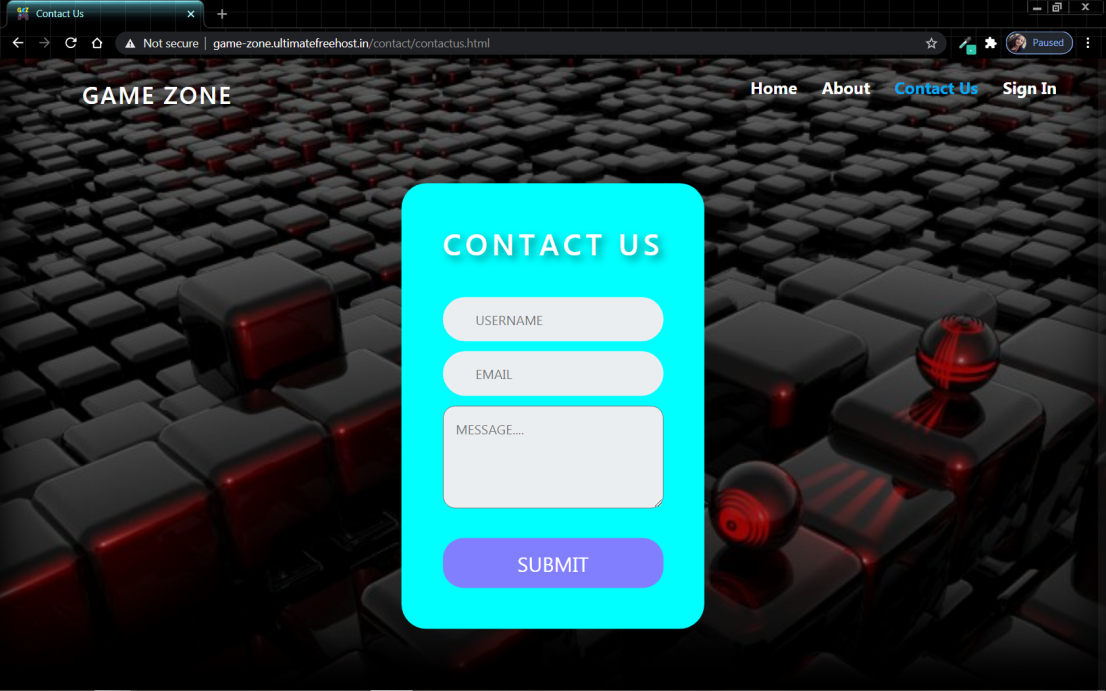 Contact Us
Not secure | game-zone.ultimatefreehost.in/contact/contactus.html
Paused
GAME ZONE
Home
About
Contact Us
Sign In
CONTACT US
USERNAME
EMAIL
MESSAGE....
SUBMIT